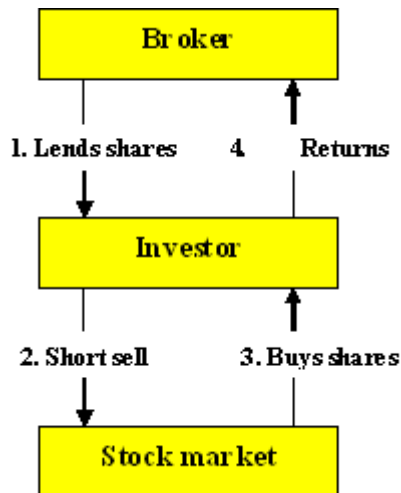 Broker
1. Lends shares
4. Returns
Investor
2. Short sell
3. Buys shares
Stock market